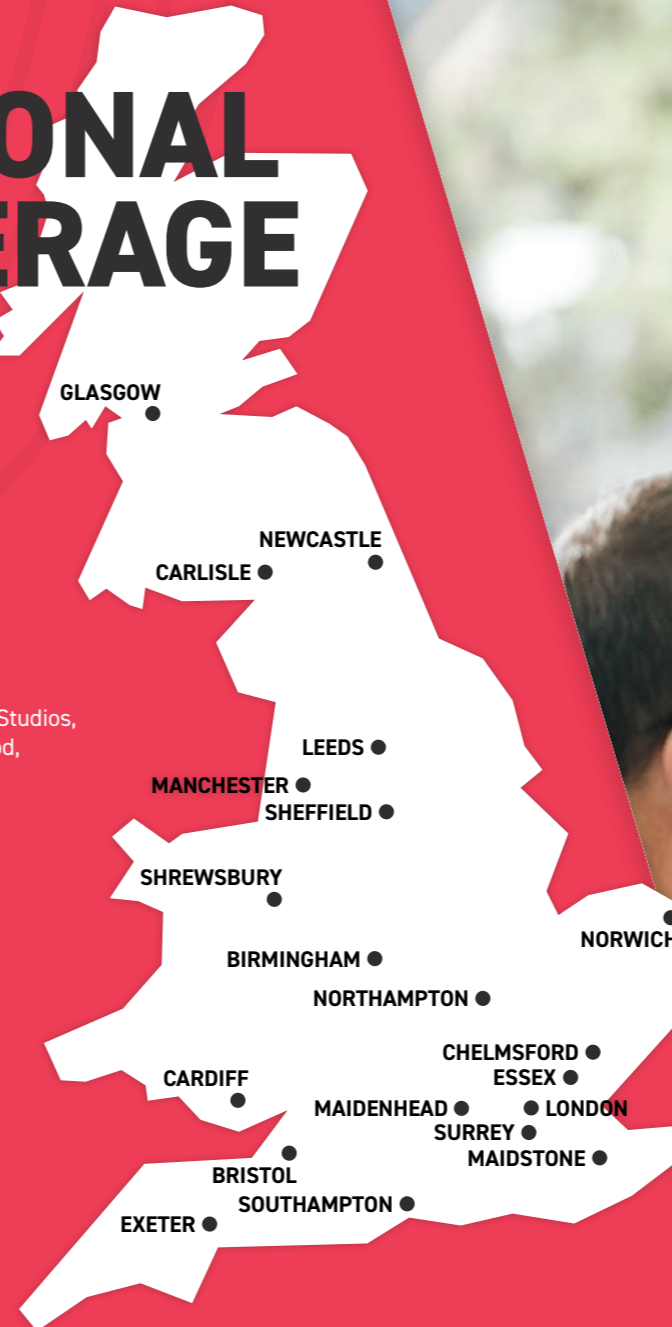 ONAL
ERAGE
GLASGOW
NEWCASTLE
CARLISLE
Studios,
od,
LEEDS
MANCHESTER
SHEFFIELD
SHREWSBURY
BIRMINGHAM
NORTHAMPTON
NORWICH
CHELMSFORD
ESSEX
CARDIFF
MAIDENHEAD
LONDON
SURREY
MAIDSTONE
BRISTOL
SOUTHAMPTON
EXETER